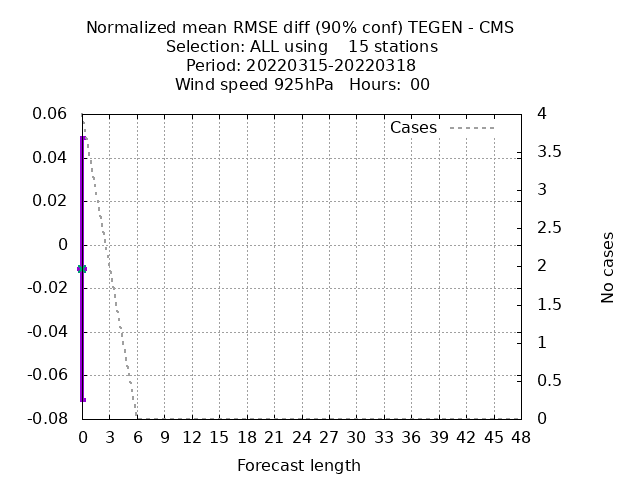 Normalized mean RMSE diff (90% conf) TEGEN - CMS
Selection: ALL using    15 stations
Period: 20220315-20220318
Wind speed 925hPa   Hours:  00
Cases
0.06
0.04
0.02
0
-0.02
-0.04
-0.06
-0.08
4
3.5
3
2.5
2
1.5
1
0.5
0
No cases
0 3 6 9 12 15 18 21 24 27 30 33 36 39 42 45 48
Forecast length